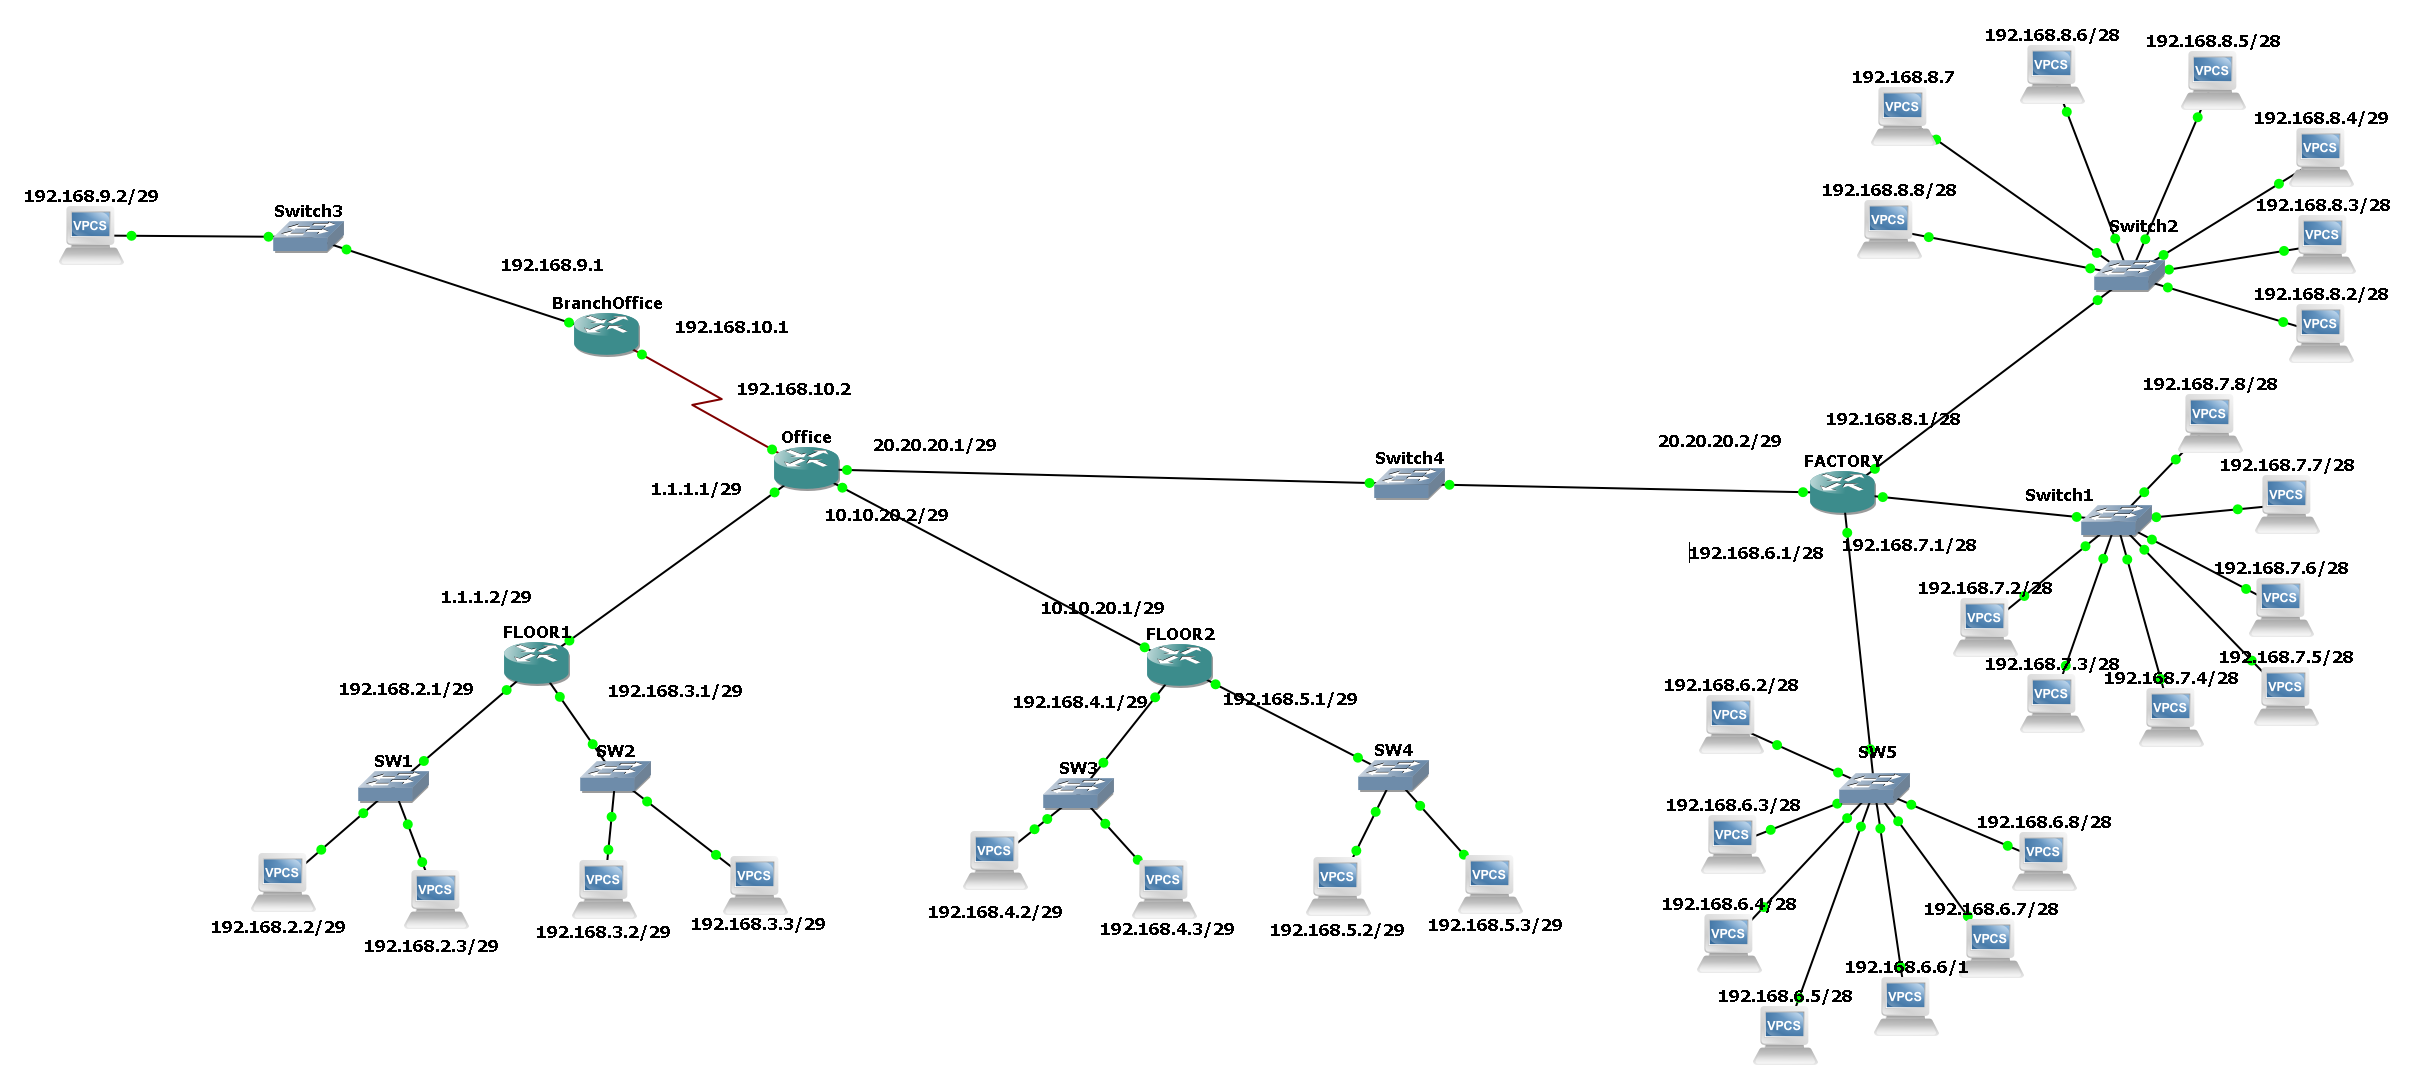 192.168.8.6/28
192.168.8.5/28
VPCS
VPCS
192.168.8.7
VPCS
192.168.8.4/29
VPCS
192.168.9.2/29
VPCS
Switch3
192.168.8.8/28
VPCS
192.168.8.3/28
VPCS
Switch2
192.168.9.1
BranchOffice
192.168.10.1
192.168.8.2/28
VPCS
192.168.10.2
192.168.7.8/28
VPCS
192.168.8.1/28
Office
20.20.20.1/29
20.20.20.2/29
Switch4
FACTORY
192.168.7.7/28
VPCS
1.1.1.1/29
10.10.20.2/29
Switch1
192.168.6.1/28
192.168.7.1/28
192.168.7.6/28
VPCS
192.168.7.2/28
VPCS
1.1.1.2/29
10.10.20.1/29
FLOOR1
FLOOR2
192.168.7.3/28
VPCS
192.168.7.4/28
VPCS
192.168.7.5/28
VPCS
192.168.2.1/29
192.168.3.1/29
192.168.4.1/29
192.168.5.1/29
192.168.6.2/28
VPCS
SW1
SW2
SW3
SW4
SW5
192.168.6.3/28
VPCS
192.168.6.8/28
VPCS
VPCS
VPCS
VPCS
VPCS
VPCS
VPCS
VPCS
VPCS
192.168.2.2/29
192.168.2.3/29
192.168.3.2/29
192.168.3.3/29
192.168.4.2/29
192.168.4.3/29
192.168.5.2/29
192.168.5.3/29
192.168.6.4/28
VPCS
192.168.6.7/28
VPCS
192.168.6.6/1
VPCS
192.168.6.5/28
VPCS